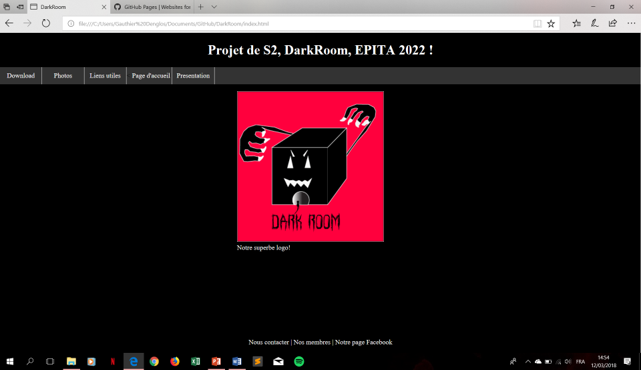 DarkRoom
GitHub Pages | Websites for
file:///C:/Users/Gauthier%20Denglos/Documents/GitHub/DarkRoom/index.html
Projet de S2, DarkRoom, EPITA 2022 !
Download Photos Liens utiles Page d'accueil Presentation
DARK ROOM
Notre superbe logo!
Nous contacter | Nos membres | Notre page Facebook
FRA
14:54
12/03/2018